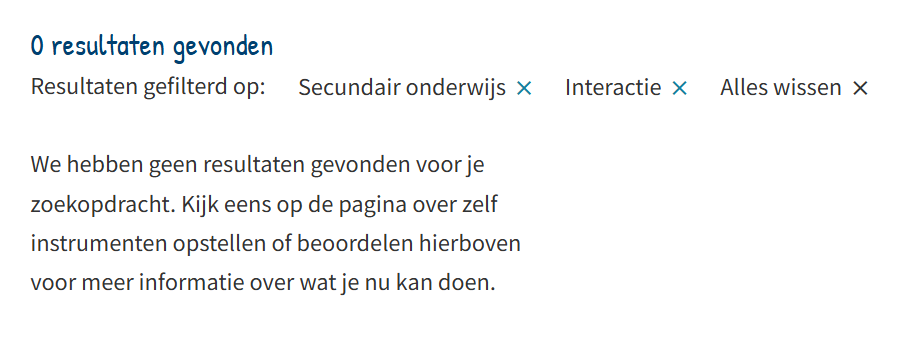 0 resultaten gevonden
Resultaten gefilterd op: Secundair onderwijs × Interactie × Alles wissen ×
We hebben geen resultaten gevonden voor je
zoekopdracht. Kijk eens op de pagina over zelf
instrumenten opstellen of beoordelen hierboven
voor meer informatie over wat je nu kan doen.